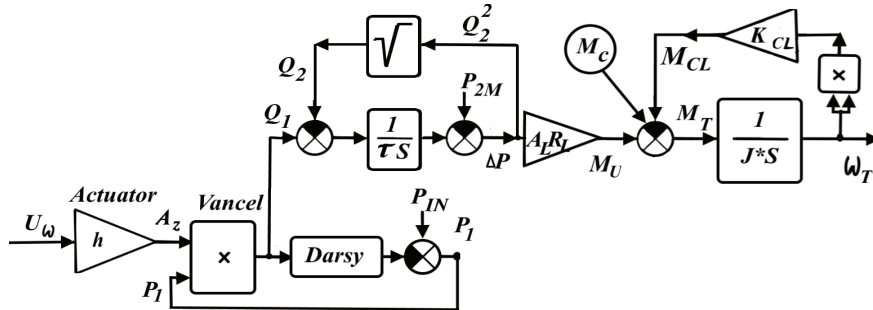 Q₂²
√
Q₂
M_c
K_CL
M_CL
×
P_2M
Q₁
1
τS
ΔP
A_L R_L
M_U
M_T
1
J*S
ω_T
Actuator
Vancel
U_ω
h
A_z
×
Darsy
P_IN
P₁
P₁